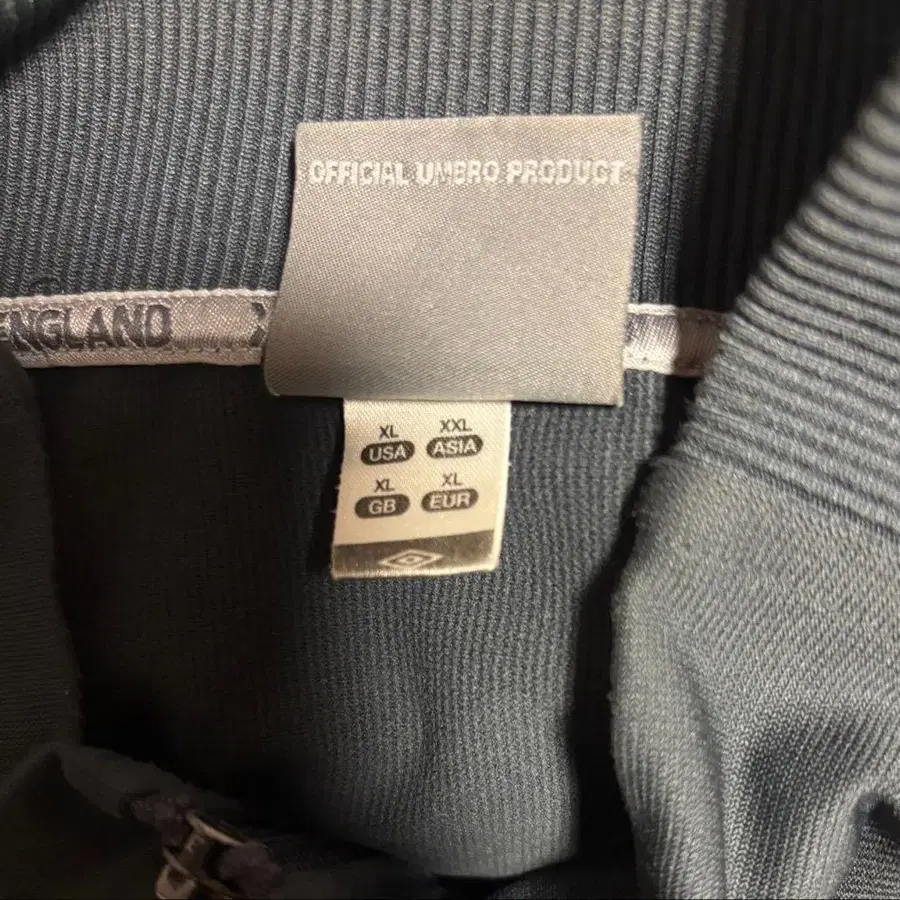 OFFICIAL UMBRO PRODUCT
ENGLAND
XL XXL
USA ASIA
XL XL
GB EUR